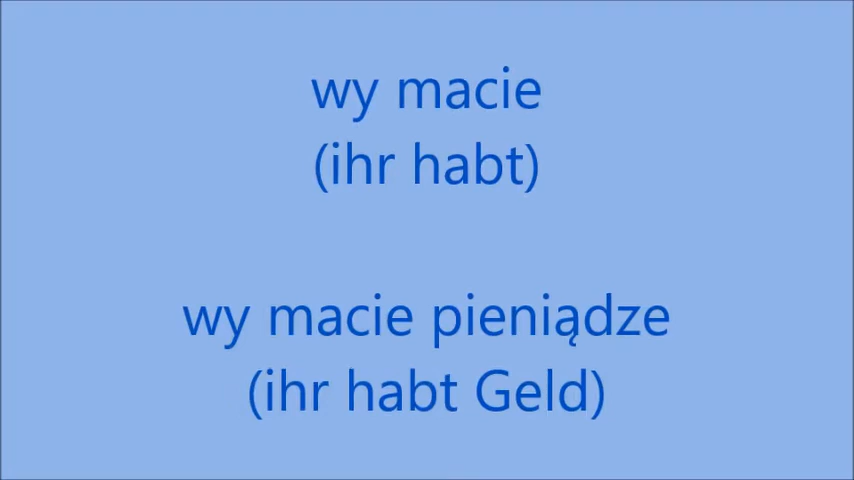 wy macie
(ihr habt)
wy macie pieniądze
(ihr habt Geld)